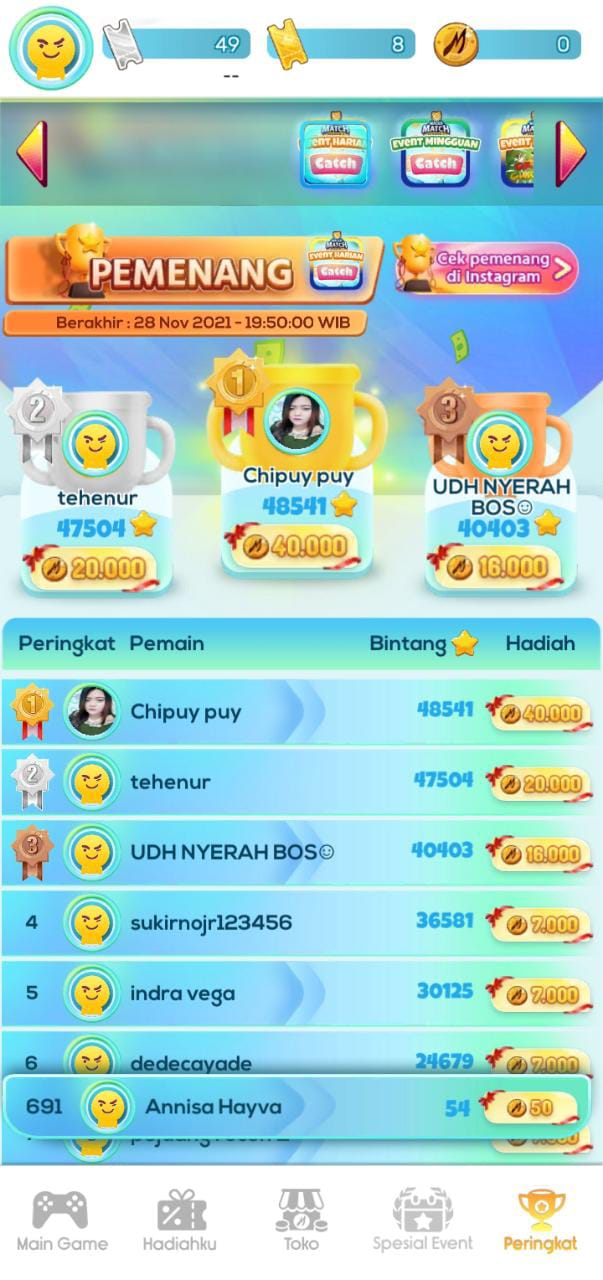 49
8
0
--
MATCH
EVENT HARIAN
Catch
MATCH
EVENT MINGGUAN
Catch
PEMENANG
MATCH
EVENT HARIAN
Catch
Cek pemenang
di Instagram
Berakhir : 28 Nov 2021 - 19:50:00 WIB
2
tehenur
47504
20.000
1
Chipuy puy
48541
40.000
3
UDH NYERAH
BOS☺
40403
16.000
Peringkat Pemain Bintang Hadiah
1 Chipuy puy 48541 40.000
2 tehenur 47504 20.000
3 UDH NYERAH BOS☺ 40403 16.000
4 sukirnojr123456 36581 7.000
5 indra vega 30125 7.000
6 dedecayade 24679 7.000
691 Annisa Hayva 54 50
Main Game Hadiahku Toko Spesial Event Peringkat